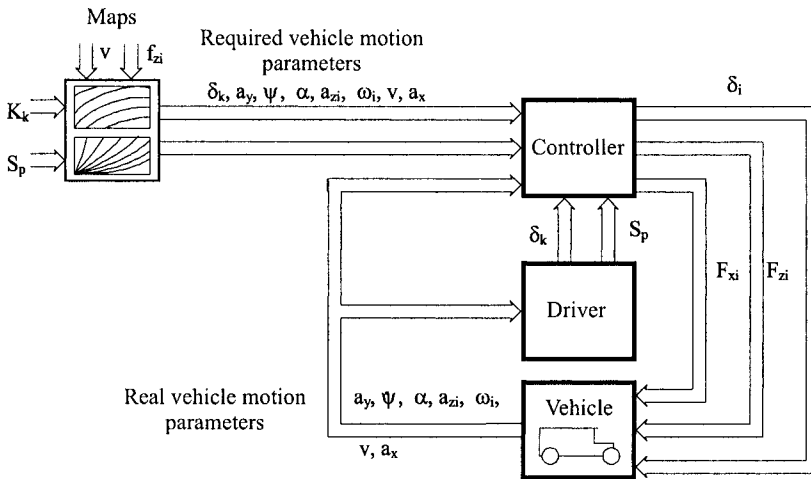 Maps
v f_zi
Required vehicle motion
parameters
δ_k, a_y, ψ, α, a_zi, ω_i, v, a_x
δ_i
K_k
S_p
Controller
δ_k S_p
F_xi F_zi
Driver
Real vehicle motion
parameters
a_y, ψ, α, a_zi, ω_i,
v, a_x
Vehicle